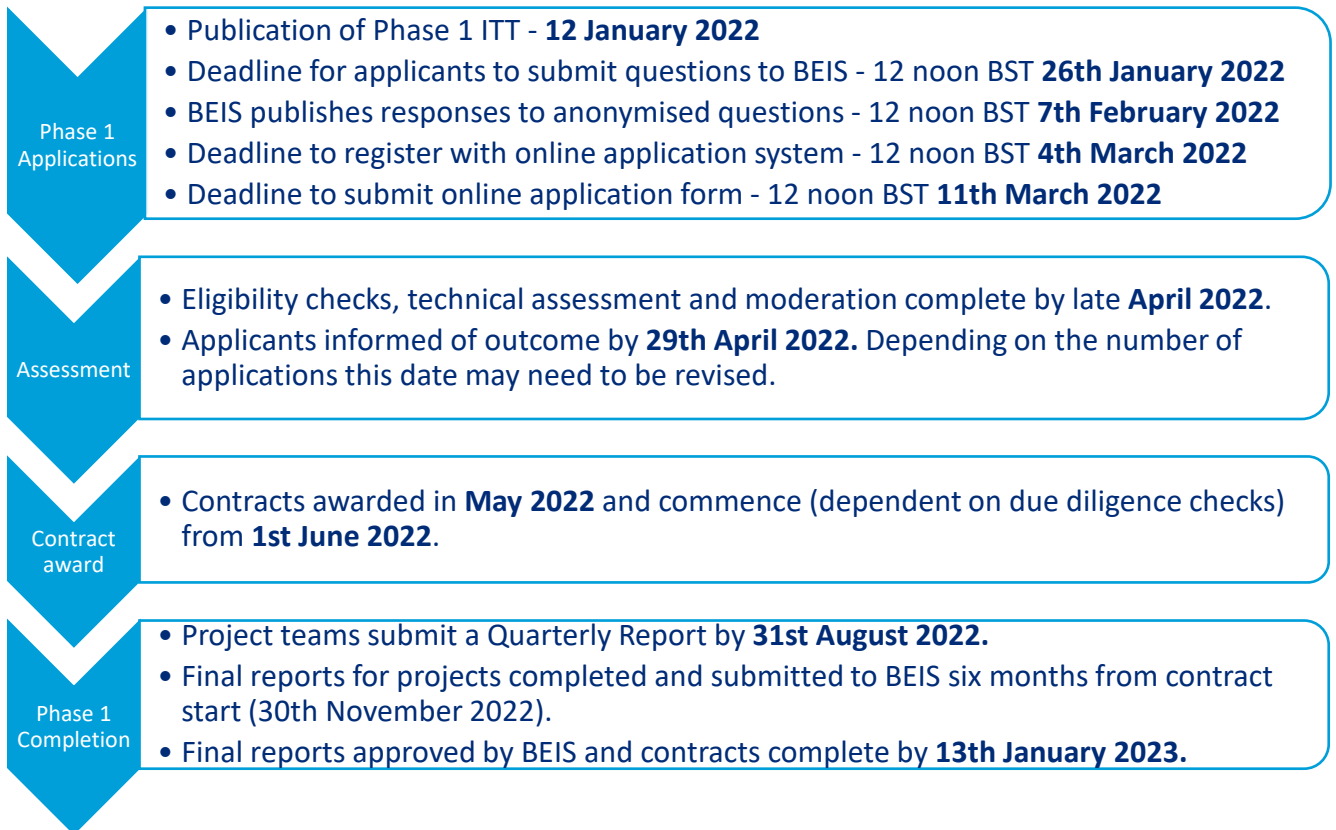 Phase 1
Applications
• Publication of Phase 1 ITT - 12 January 2022
• Deadline for applicants to submit questions to BEIS - 12 noon BST 26th January 2022
• BEIS publishes responses to anonymised questions - 12 noon BST 7th February 2022
• Deadline to register with online application system - 12 noon BST 4th March 2022
• Deadline to submit online application form - 12 noon BST 11th March 2022
Assessment
• Eligibility checks, technical assessment and moderation complete by late April 2022.
• Applicants informed of outcome by 29th April 2022. Depending on the number of
applications this date may need to be revised.
Contract
award
• Contracts awarded in May 2022 and commence (dependent on due diligence checks)
from 1st June 2022.
Phase 1
Completion
• Project teams submit a Quarterly Report by 31st August 2022.
• Final reports for projects completed and submitted to BEIS six months from contract
start (30th November 2022).
• Final reports approved by BEIS and contracts complete by 13th January 2023.